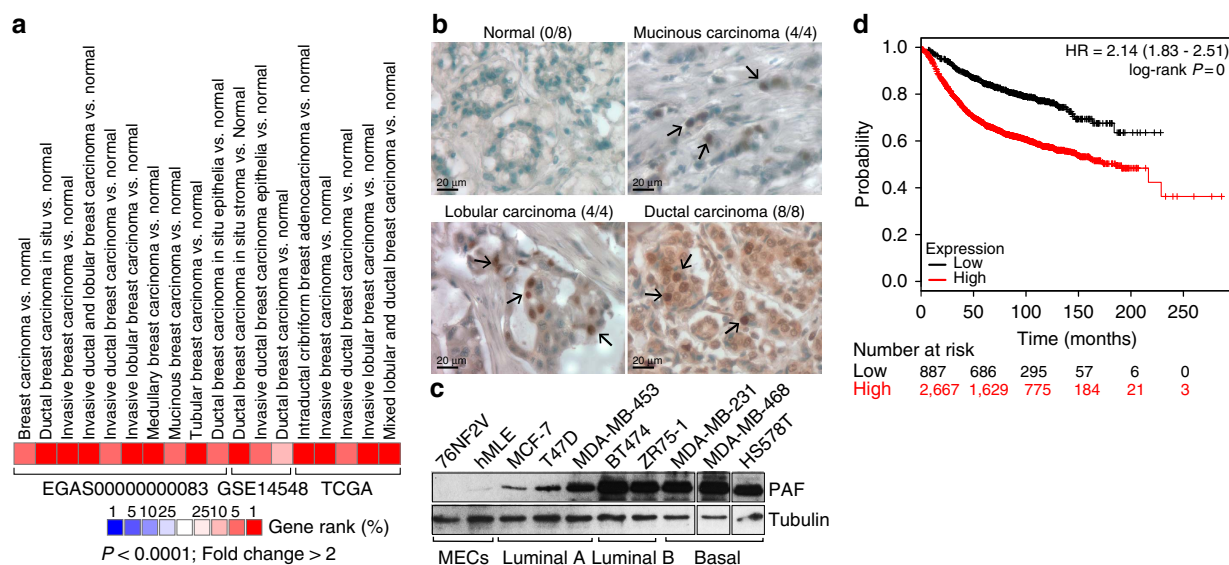 a
Breast carcinoma vs. normal
Ductal breast carcinoma in situ vs. normal
Invasive breast carcinoma vs. normal
Invasive ductal and lobular breast carcinoma vs. normal
Invasive ductal breast carcinoma vs. normal
Invasive lobular breast carcinoma vs. normal
Medullary breast carcinoma vs. normal
Mucinous breast carcinoma vs. normal
Tubular breast carcinoma vs. normal
Ductal breast carcinoma in situ epithelia vs. normal
Ductal breast carcinoma in situ stroma vs. Normal
Invasive ductal breast carcinoma epithelia vs. normal
Ductal breast carcinoma vs. normal
Intraductal cribriform breast adenocarcinoma vs. normal
Invasive breast carcinoma vs. normal
Invasive ductal breast carcinoma vs. normal
Invasive lobular breast carcinoma vs. normal
Mixed lobular and ductal breast carcinoma vs. normal
EGAS00000000083 GSE14548 TCGA
1 5 10 25 25 10 5 1
Gene rank (%)
P < 0.0001; Fold change > 2
b
Normal (0/8)
20 µm
Mucinous carcinoma (4/4)
20 µm
Lobular carcinoma (4/4)
20 µm
Ductal carcinoma (8/8)
20 µm
c
76NF2V
hMLE
MCF-7
T47D
MDA-MB-453
BT474
ZR75-1
MDA-MB-231
MDA-MB-468
HS578T
PAF
Tubulin
MECs Luminal A Luminal B Basal
d
HR = 2.14 (1.83 - 2.51)
log-rank P = 0
Probability
1.0
0.8
0.6
0.4
0.2
0.0
Expression
Low
High
0 50 100 150 200 250
Time (months)
Number at risk
Low 887 686 295 57 6 0
High 2,667 1,629 775 184 21 3